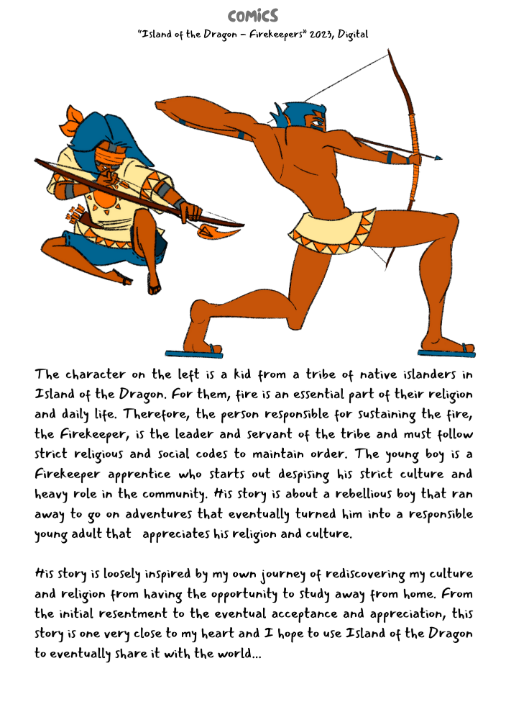 COMiCS
"Island of the Dragon – Firekeepers" 2023, Digital
The character on the left is a kid from a tribe of native islanders in
Island of the Dragon. For them, fire is an essential part of their religion
and daily life. Therefore, the person responsible for sustaining the fire,
the Firekeeper, is the leader and servant of the tribe and must follow
strict religious and social codes to maintain order. The young boy is a
Firekeeper apprentice who starts out despising his strict culture and
heavy role in the community. His story is about a rebellious boy that ran
away to go on adventures that eventually turned him into a responsible
young adult that appreciates his religion and culture.
His story is loosely inspired by my own journey of rediscovering my culture
and religion from having the opportunity to study away from home. From
the initial resentment to the eventual acceptance and appreciation, this
story is one very close to my heart and I hope to use Island of the Dragon
to eventually share it with the world...